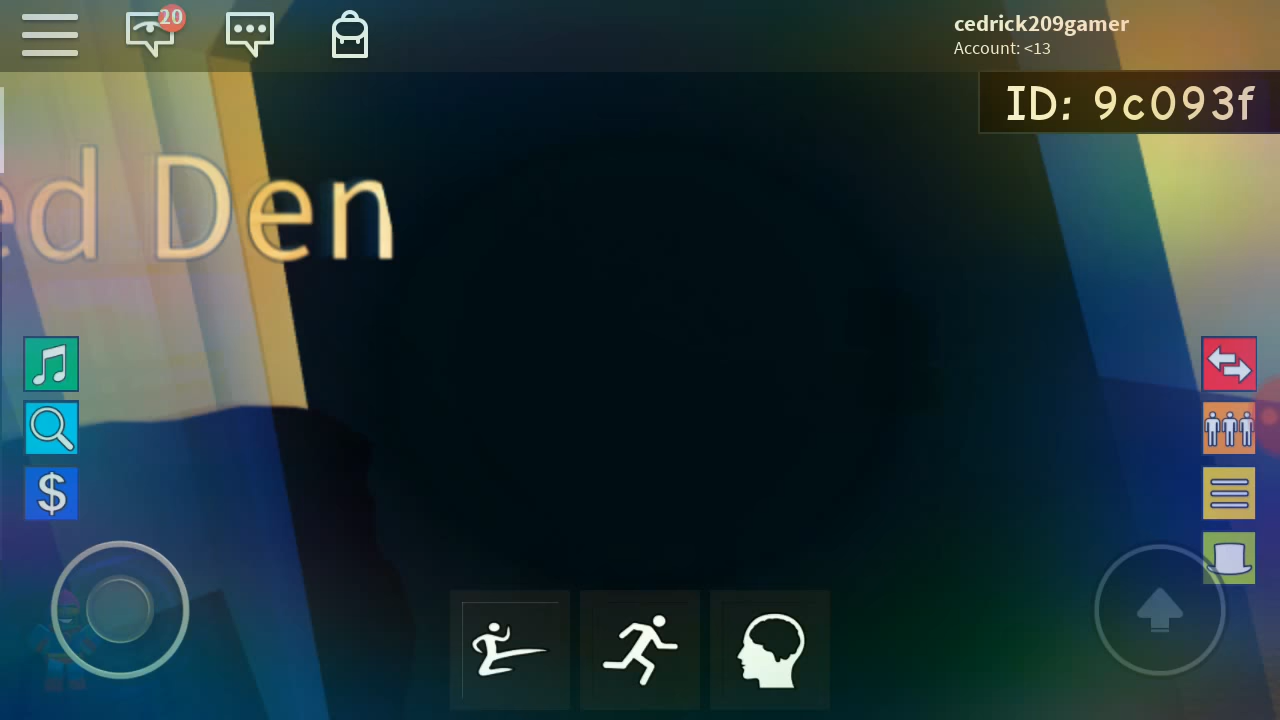 20
cedrick209gamer
Account: <13
ID: 9c093f
ed Den
$